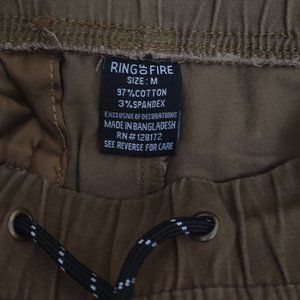 RING OF FIRE
SIZE: M
97% COTTON
3% SPANDEX
EXCLUSIVE OF DECORATIONS
MADE IN BANGLADESH
RN# 128172
SEE REVERSE FOR CARE